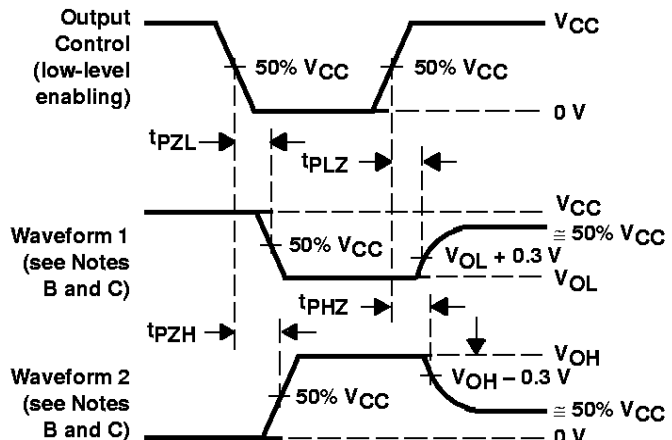 Output
Control
(low-level
enabling)
50% VCC
50% VCC
VCC
0 V
tPZL
tPLZ
Waveform 1
(see Notes
B and C)
50% VCC
VCC
≅ 50% VCC
VOL + 0.3 V
VOL
tPHZ
tPZH
Waveform 2
(see Notes
B and C)
50% VCC
VOH
VOH – 0.3 V
≅ 50% VCC
0 V